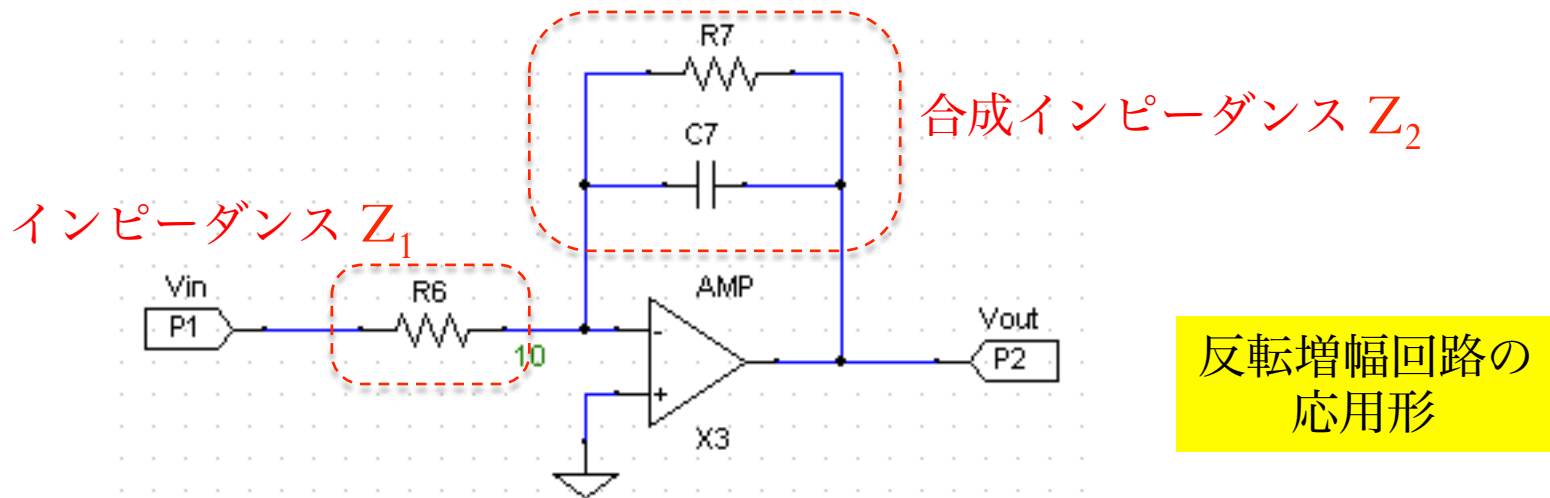 R7
合成インピーダンス Z₂
C7
インピーダンス Z₁
Vin
P1
R6
10
AMP
-
+
X3
Vout
P2
反転増幅回路の
応用形